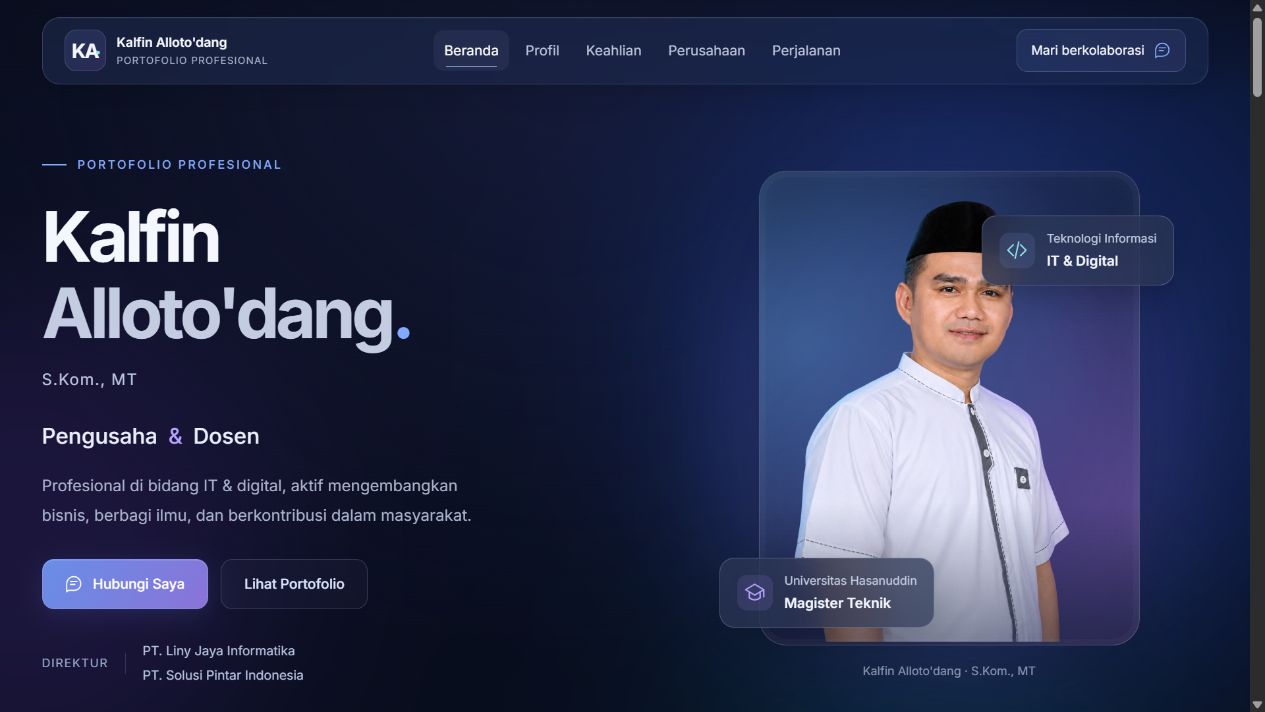 KA
Kalfin Alloto'dang
PORTOFOLIO PROFESIONAL
Beranda
Profil
Keahlian
Perusahaan
Perjalanan
Mari berkolaborasi
PORTOFOLIO PROFESIONAL
Kalfin
Alloto'dang.
S.Kom., MT
Pengusaha & Dosen
Profesional di bidang IT & digital, aktif mengembangkan
bisnis, berbagi ilmu, dan berkontribusi dalam masyarakat.
Hubungi Saya
Lihat Portofolio
DIREKTUR
PT. Liny Jaya Informatika
PT. Solusi Pintar Indonesia
Teknologi Informasi
IT & Digital
Universitas Hasanuddin
Magister Teknik
Kalfin Alloto'dang · S.Kom., MT